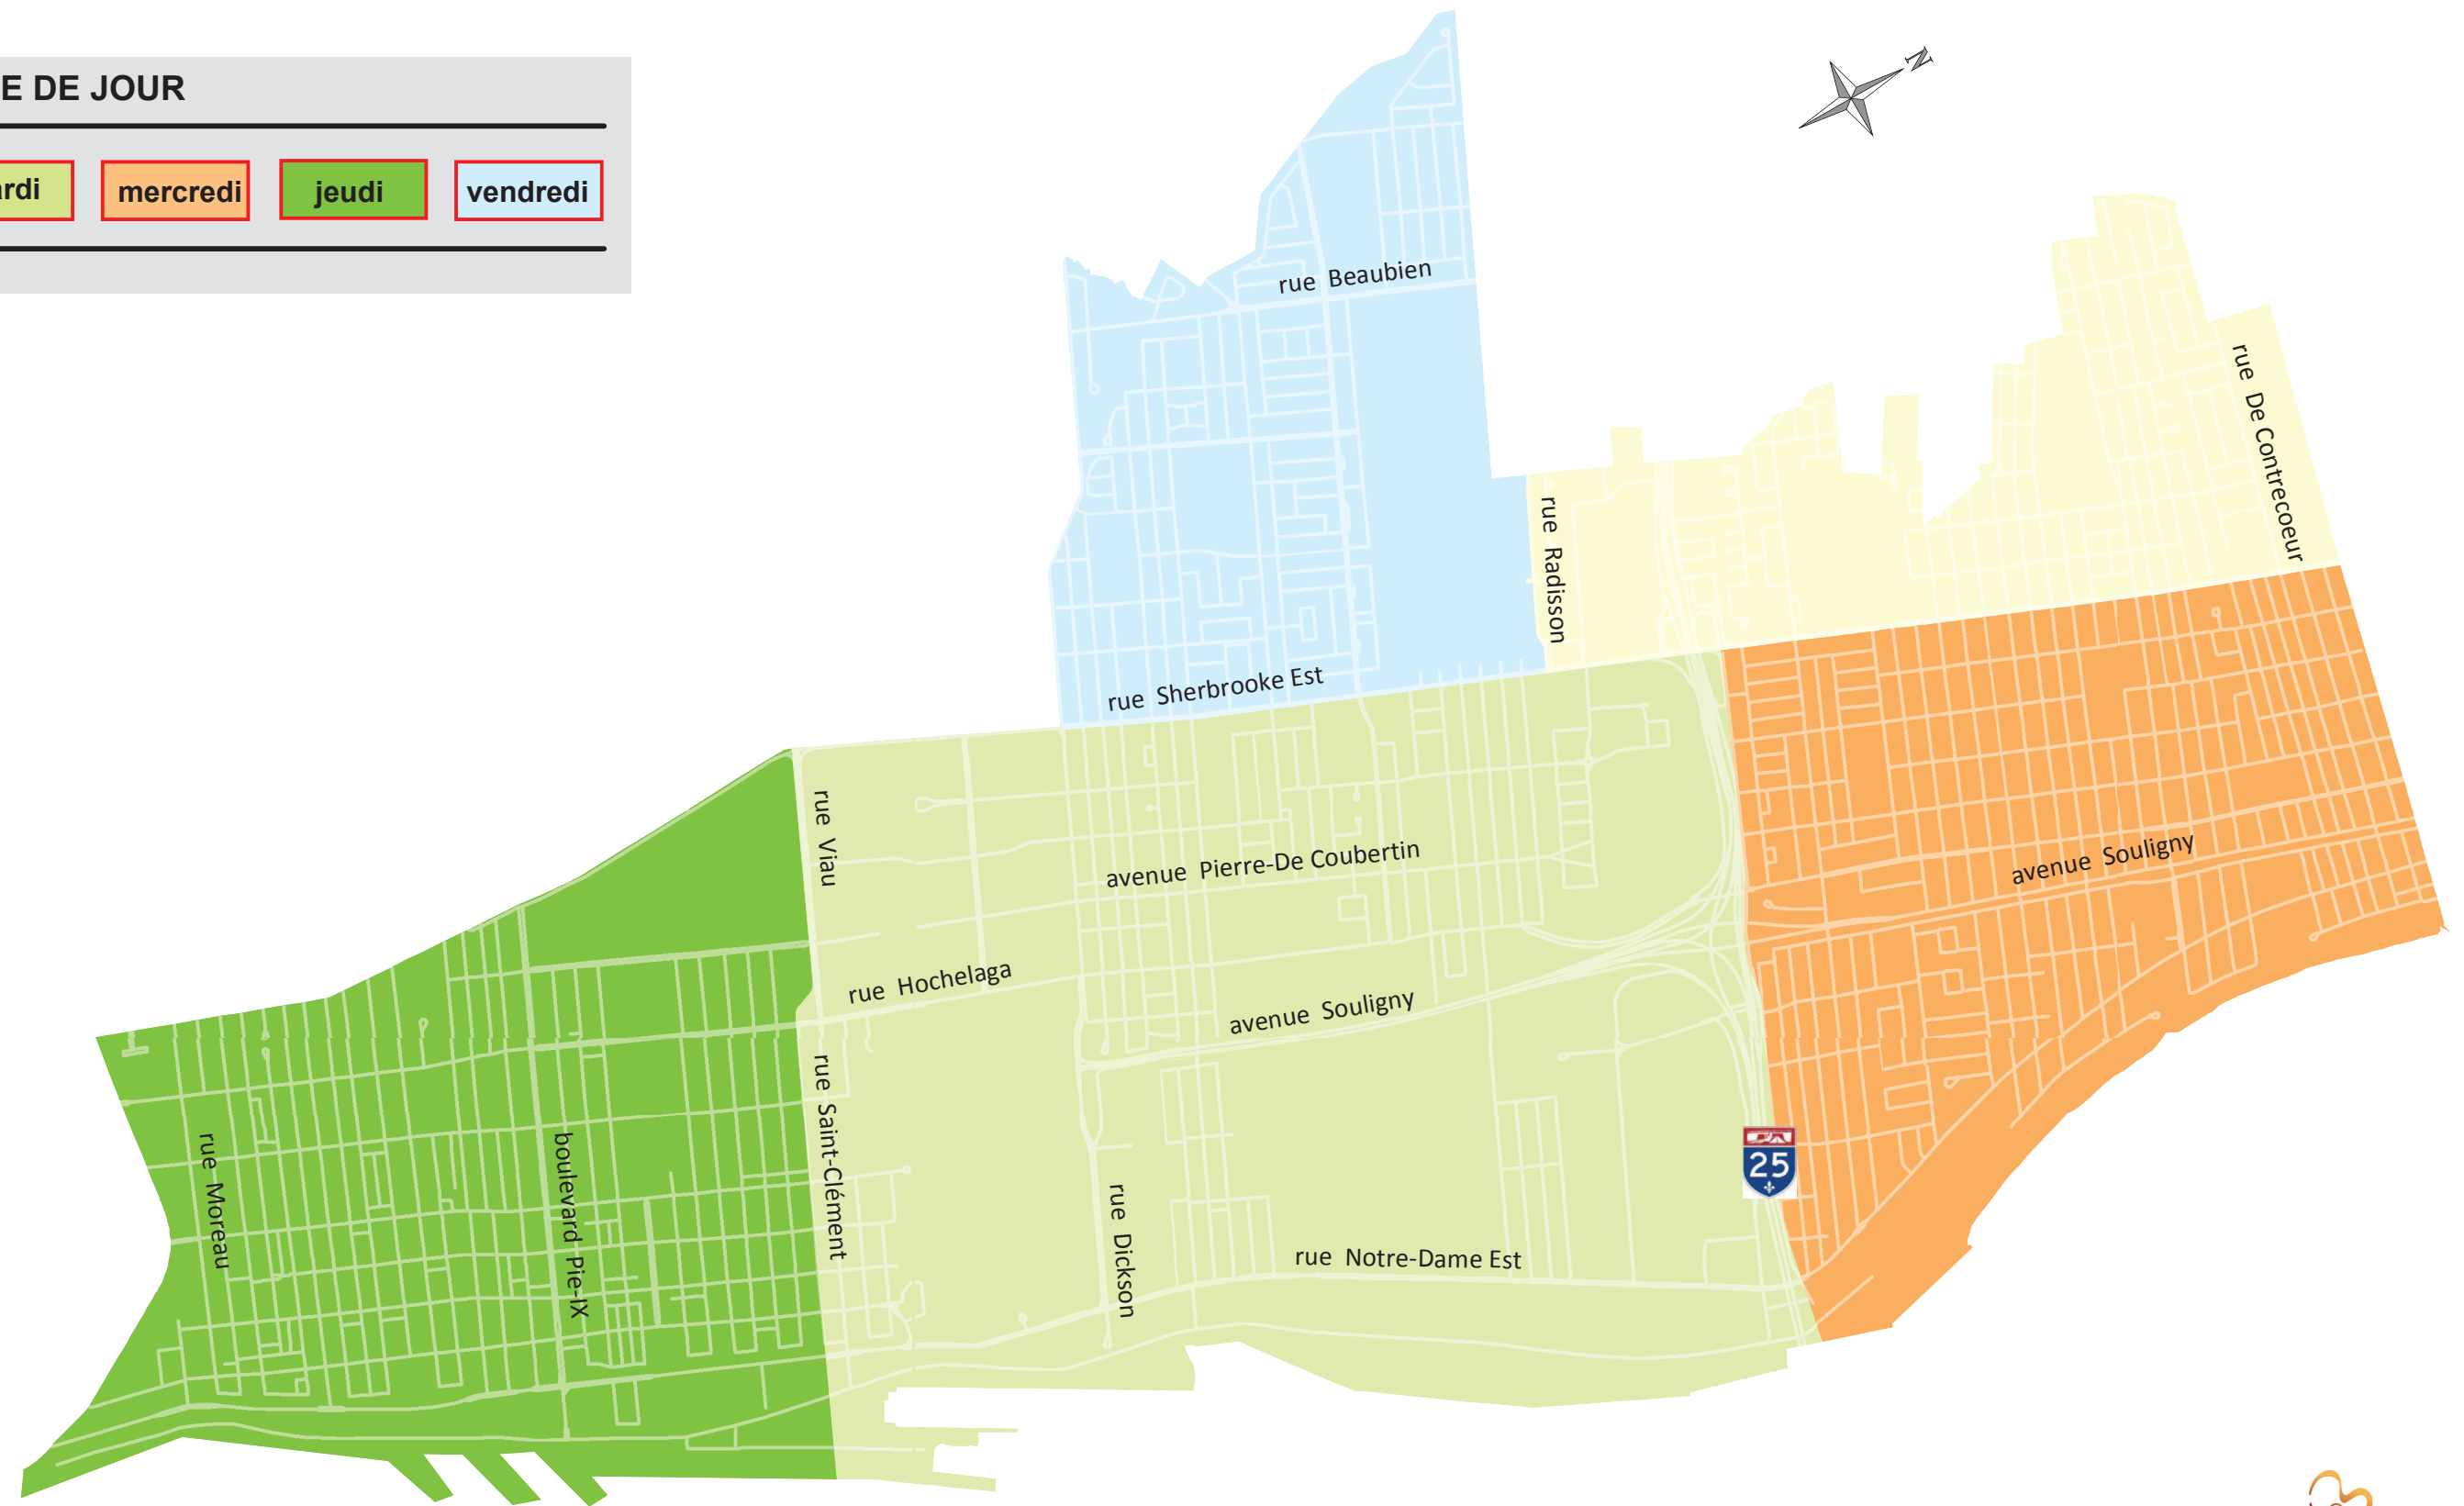 E DE JOUR
rdi
mercredi
jeudi
vendredi
N
rue Beaubien
rue De Contrecoeur
rue Radisson
rue Sherbrooke Est
rue Viau
avenue Pierre-De Coubertin
avenue Souligny
rue Hochelaga
avenue Souligny
rue Saint-Clément
rue Moreau
boulevard Pie-IX
rue Dickson
25
rue Notre-Dame Est